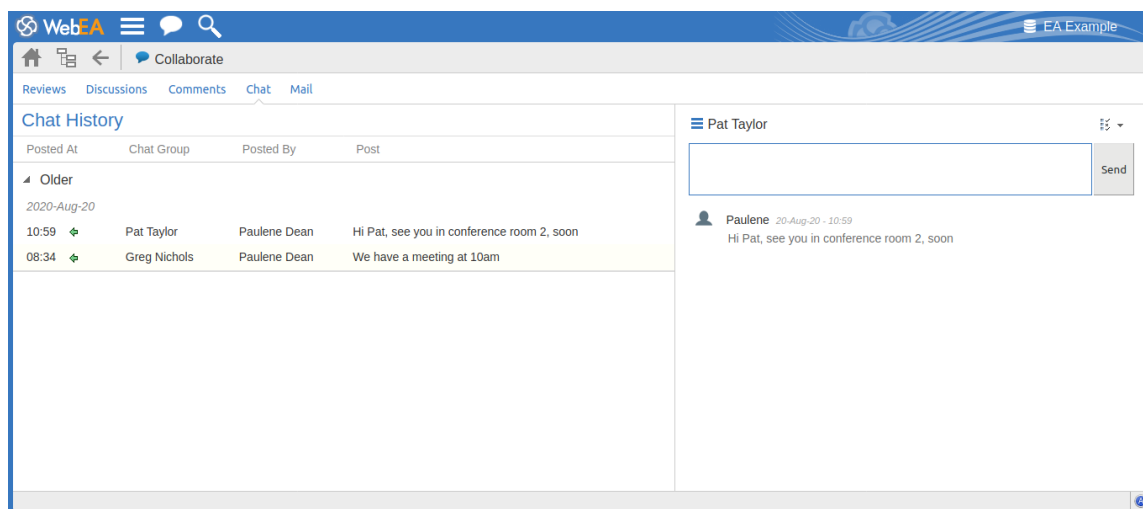 WebEA
EA Example
Collaborate
Reviews Discussions Comments Chat Mail
Chat History
Posted At Chat Group Posted By Post
Older
2020-Aug-20
10:59 Pat Taylor Paulene Dean Hi Pat, see you in conference room 2, soon
08:34 Greg Nichols Paulene Dean We have a meeting at 10am
Pat Taylor
Send
Paulene 20-Aug-20 - 10:59
Hi Pat, see you in conference room 2, soon